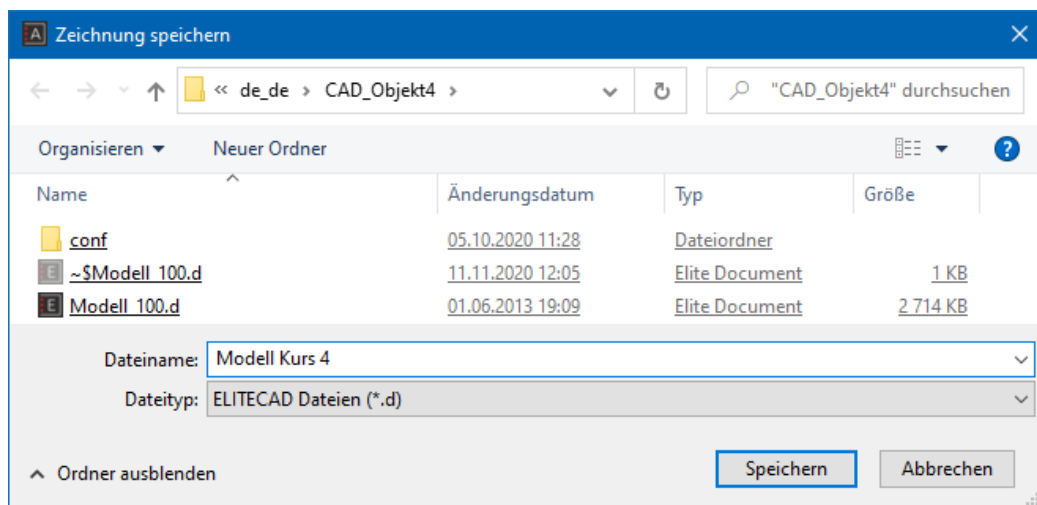 Zeichnung speichern
« de_de › CAD_Objekt4 › "CAD_Objekt4" durchsuchen
Organisieren Neuer Ordner
Name Änderungsdatum Typ Größe
conf 05.10.2020 11:28 Dateiordner
~$Modell_100.d 11.11.2020 12:05 Elite Document 1 KB
Modell_100.d 01.06.2013 19:09 Elite Document 2 714 KB
Dateiname: Modell Kurs 4
Dateityp: ELITECAD Dateien (*.d)
Ordner ausblenden Speichern Abbrechen